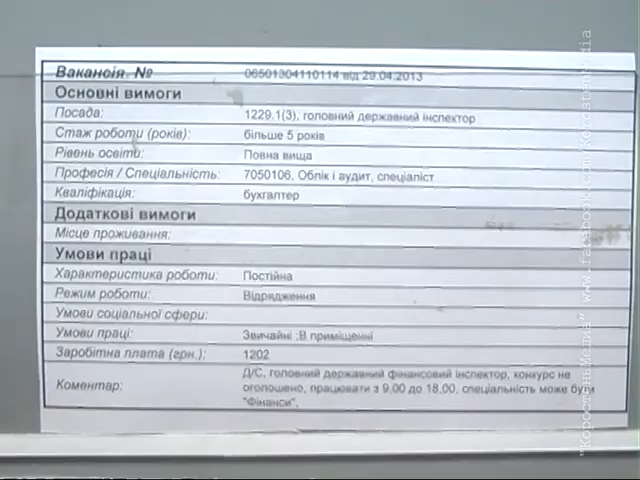 Вакансія. № 06501304110114 від 29.04.2013
Основні вимоги
Посада: 1229.1(3), головний державний інспектор
Стаж роботи (років): більше 5 років
Рівень освіти: Повна вища
Професія / Спеціальність: 7050106, Облік і аудит, спеціаліст
Кваліфікація: бухгалтер
Додаткові вимоги
Місце проживання:
Умови праці
Характеристика роботи: Постійна
Режим роботи: Відрядження
Умови соціальної сфери:
Умови праці: Звичайні ;В приміщенні
Заробітна плата (грн.): 1202
Коментар: Д/С, головний державний фінансовий інспектор, конкурс не
оголошено, працювати з 9,00 до 18,00, спеціальність може бути
"Фінанси",
"КоростеньМедиа" www.facebook.com/KorostenMedia